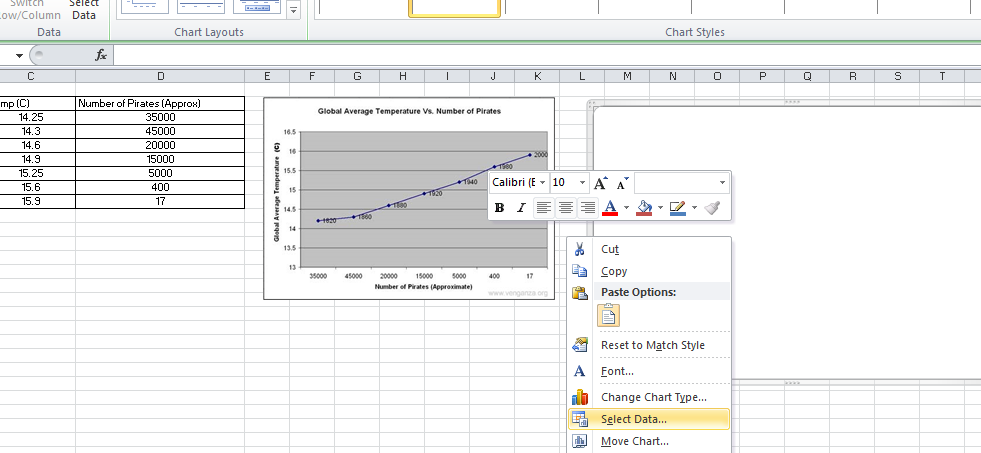 Switch Select
ow/Column Data
Data Chart Layouts Chart Styles
fx
C D E F G H I J K L M N O P Q R S T
mp (C) Number of Pirates (Approx)
14.25 35000
14.3 45000
14.6 20000
14.9 15000
15.25 5000
15.6 400
15.9 17
Global Average Temperature Vs. Number of Pirates
Global Average Temperature (C)
16.5
16
15.5
15
14.5
14
13.5
13
1820 1860 1880 1920 1940 1980 2000
35000 45000 20000 15000 5000 400 17
Number of Pirates (Approximate)
www.venganza.org
Calibri (E 10 A A
B I A
Cut
Copy
Paste Options:
Reset to Match Style
A Font...
Change Chart Type...
Select Data...
Move Chart...